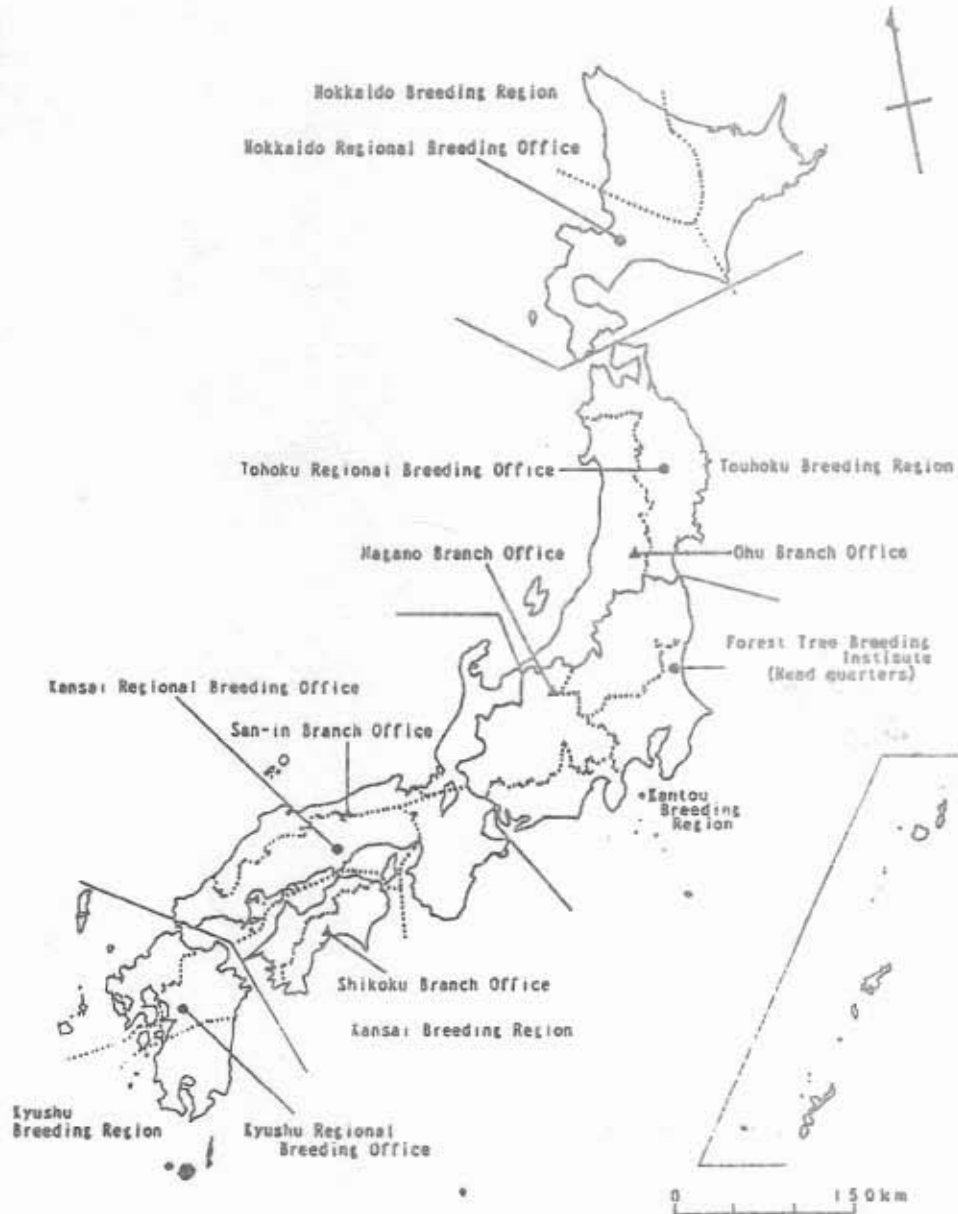 Hokkaido Breeding Region
Hokkaido Regional Breeding Office
Tohoku Regional Breeding Office
Touhoku Breeding Region
Nagano Branch Office
Ohu Branch Office
Forest Tree Breeding
Institute
(Head quarters)
Kansai Regional Breeding Office
San-in Branch Office
Kantou
Breeding
Region
Shikoku Branch Office
Kansai Breeding Region
Kyushu
Breeding Region
Kyushu Regional
Breeding Office
0 150km